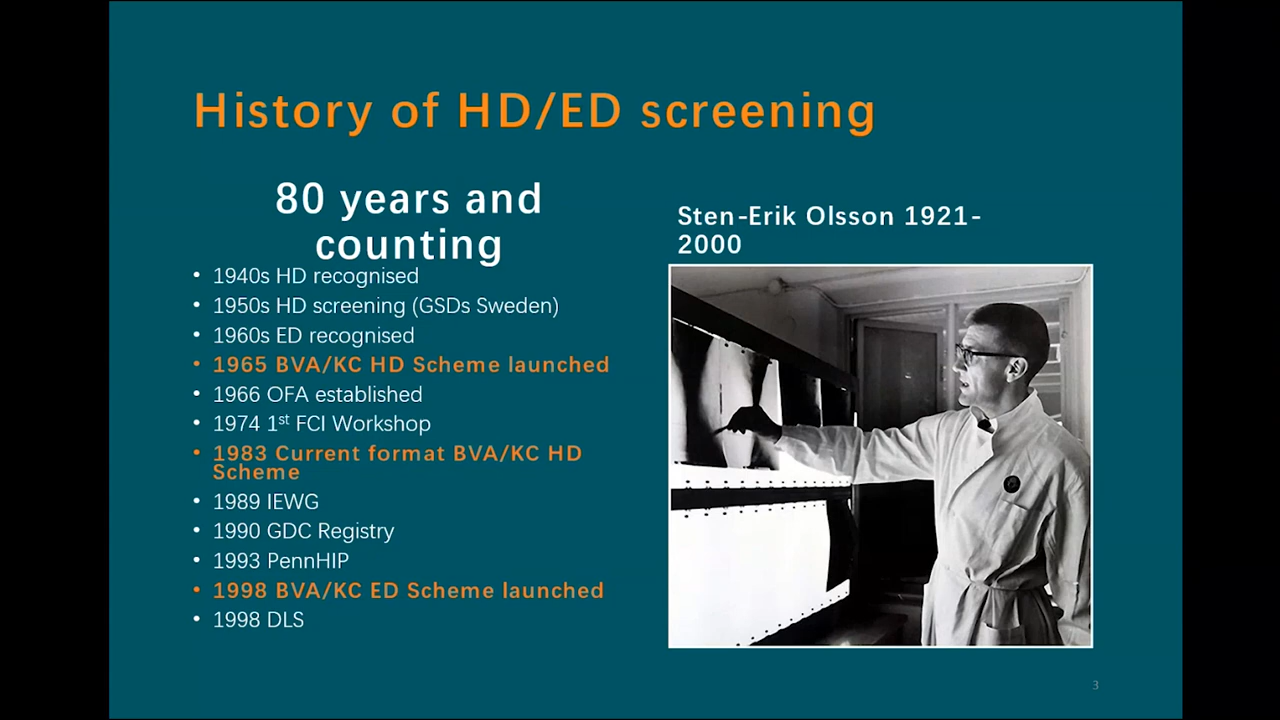 History of HD/ED screening
80 years and
counting
• 1940s HD recognised
• 1950s HD screening (GSDs Sweden)
• 1960s ED recognised
• 1965 BVA/KC HD Scheme launched
• 1966 OFA established
• 1974 1st FCI Workshop
• 1983 Current format BVA/KC HD
Scheme
• 1989 IEWG
• 1990 GDC Registry
• 1993 PennHIP
• 1998 BVA/KC ED Scheme launched
• 1998 DLS
Sten-Erik Olsson 1921-
2000
3